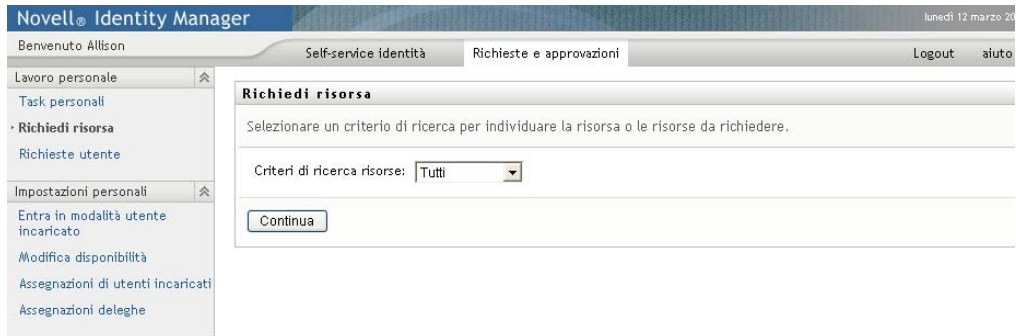 Novell® Identity Manager
lunedì 12 marzo 20
Benvenuto Allison
Self-service identità
Richieste e approvazioni
Logout
aiuto
Lavoro personale
Task personali
Richiedi risorsa
Richieste utente
Impostazioni personali
Entra in modalità utente
incaricato
Modifica disponibilità
Assegnazioni di utenti incaricati
Assegnazioni deleghe
Richiedi risorsa
Selezionare un criterio di ricerca per individuare la risorsa o le risorse da richiedere.
Criteri di ricerca risorse: Tutti
Continua